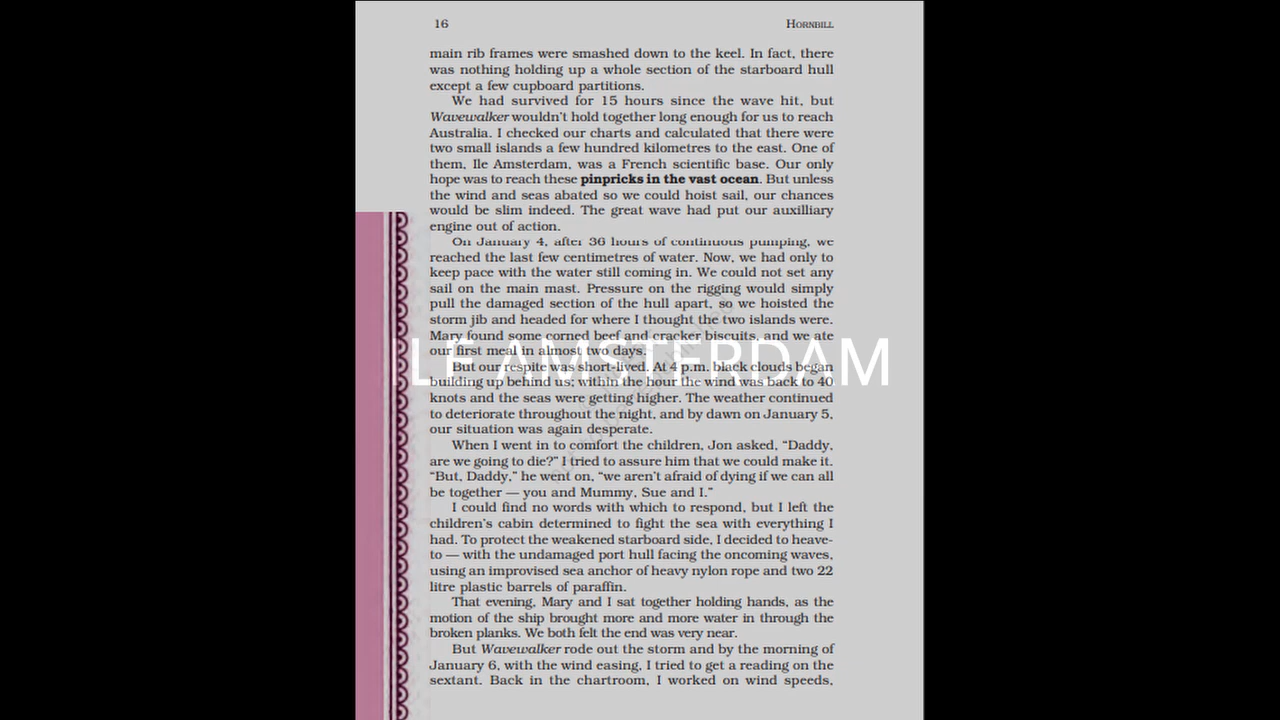 16 HORNBILL
main rib frames were smashed down to the keel. In fact, there
was nothing holding up a whole section of the starboard hull
except a few cupboard partitions.
We had survived for 15 hours since the wave hit, but
Wavewalker wouldn't hold together long enough for us to reach
Australia. I checked our charts and calculated that there were
two small islands a few hundred kilometres to the east. One of
them, Ile Amsterdam, was a French scientific base. Our only
hope was to reach these pinpricks in the vast ocean. But unless
the wind and seas abated so we could hoist sail, our chances
would be slim indeed. The great wave had put our auxilliary
engine out of action.
On January 4, after 36 hours of continuous pumping, we
reached the last few centimetres of water. Now, we had only to
keep pace with the water still coming in. We could not set any
sail on the main mast. Pressure on the rigging would simply
pull the damaged section of the hull apart, so we hoisted the
storm jib and headed for where I thought the two islands were.
Mary found some corned beef and cracker biscuits, and we ate
our first meal in almost two days.
LE AMSTERDAM
But our respite was short-lived. At 4 p.m. black clouds began
building up behind us; within the hour the wind was back to 40
knots and the seas were getting higher. The weather continued
to deteriorate throughout the night, and by dawn on January 5,
our situation was again desperate.
When I went in to comfort the children, Jon asked, “Daddy,
are we going to die?” I tried to assure him that we could make it.
“But, Daddy,” he went on, “we aren't afraid of dying if we can all
be together — you and Mummy, Sue and I.”
I could find no words with which to respond, but I left the
children's cabin determined to fight the sea with everything I
had. To protect the weakened starboard side, I decided to heave-
to — with the undamaged port hull facing the oncoming waves,
using an improvised sea anchor of heavy nylon rope and two 22
litre plastic barrels of paraffin.
That evening, Mary and I sat together holding hands, as the
motion of the ship brought more and more water in through the
broken planks. We both felt the end was very near.
But Wavewalker rode out the storm and by the morning of
January 6, with the wind easing, I tried to get a reading on the
sextant. Back in the chartroom, I worked on wind speeds,